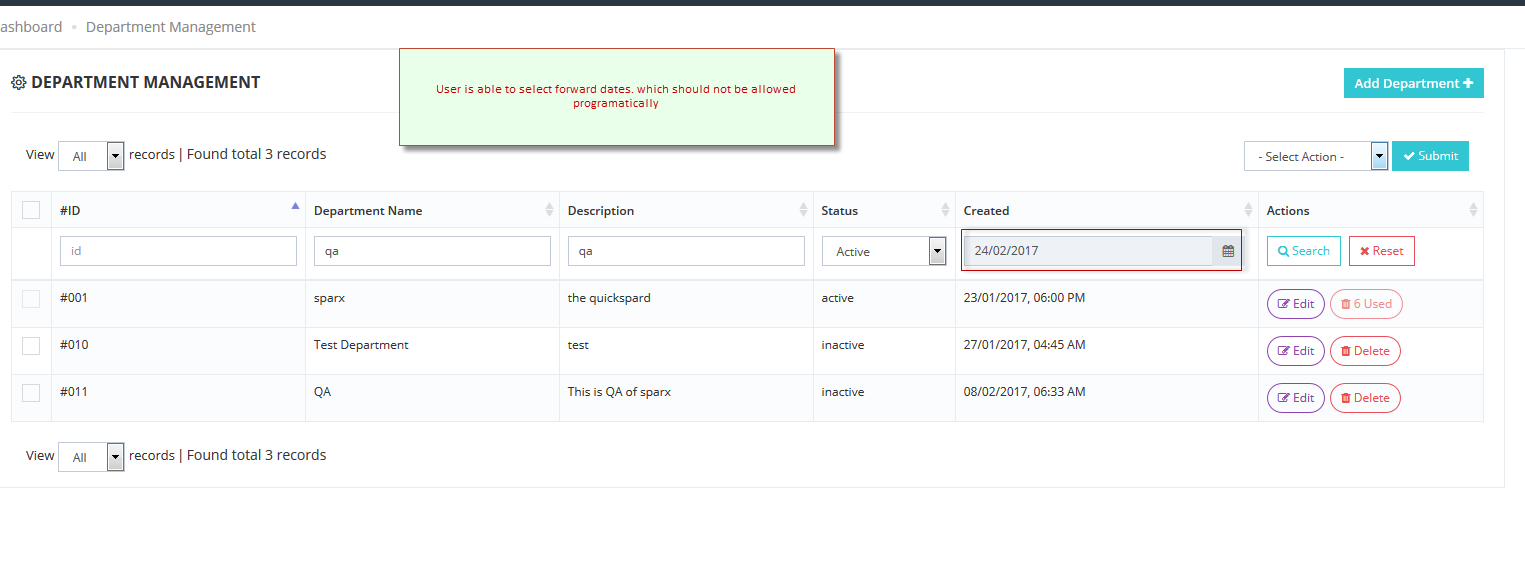 ashboard Department Management
DEPARTMENT MANAGEMENT
User is able to select forward dates. which should not be allowed
programatically
Add Department
View All records | Found total 3 records
- Select Action - Submit
#ID Department Name Description Status Created Actions
id qa qa Active 24/02/2017 Search Reset
#001 sparx the quickspard active 23/01/2017, 06:00 PM Edit 6 Used
#010 Test Department test inactive 27/01/2017, 04:45 AM Edit Delete
#011 QA This is QA of sparx inactive 08/02/2017, 06:33 AM Edit Delete
View All records | Found total 3 records